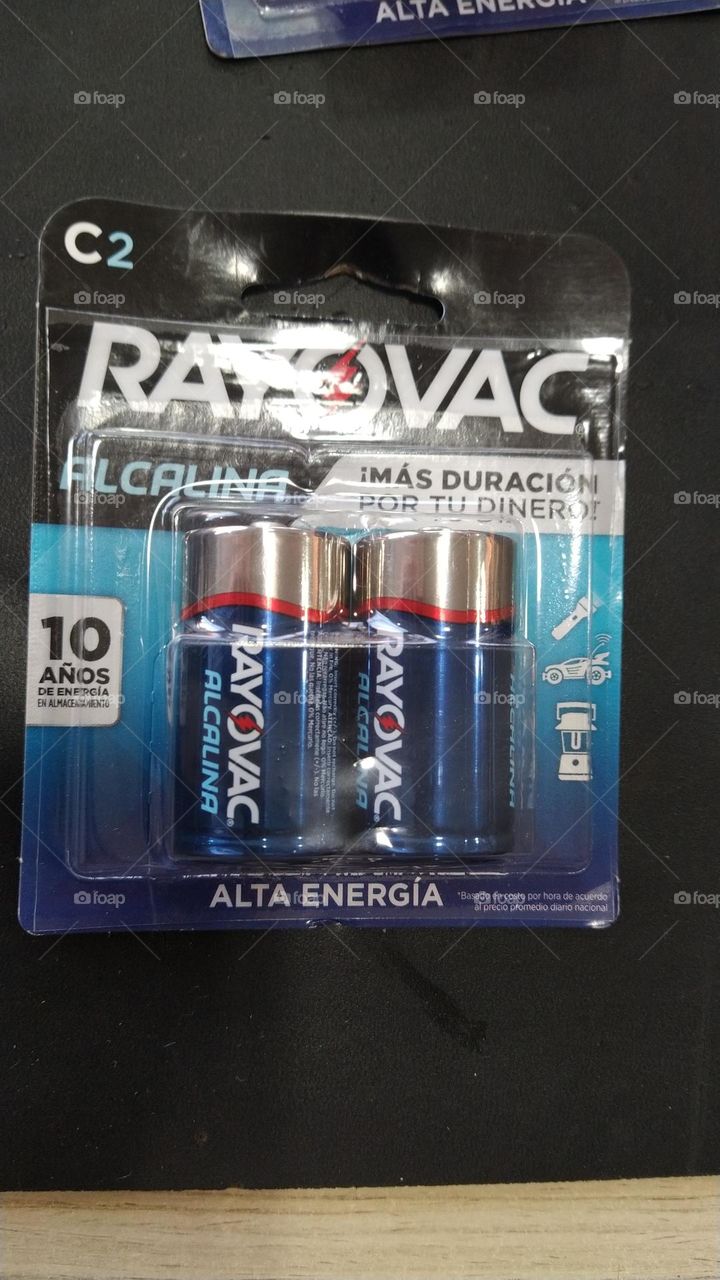 ALTA ENERGÍA
C2
RAYOVAC
ALCALINA
¡MÁS DURACIÓN
POR TU DINERO!
10
AÑOS
DE ENERGÍA
EN ALMACENAMIENTO
RAYOVAC®
ALCALINA
RAYOVAC®
ALCALINA
ALTA ENERGÍA
*Basado en costo por hora de acuerdo
al precio promedio diario nacional
foap